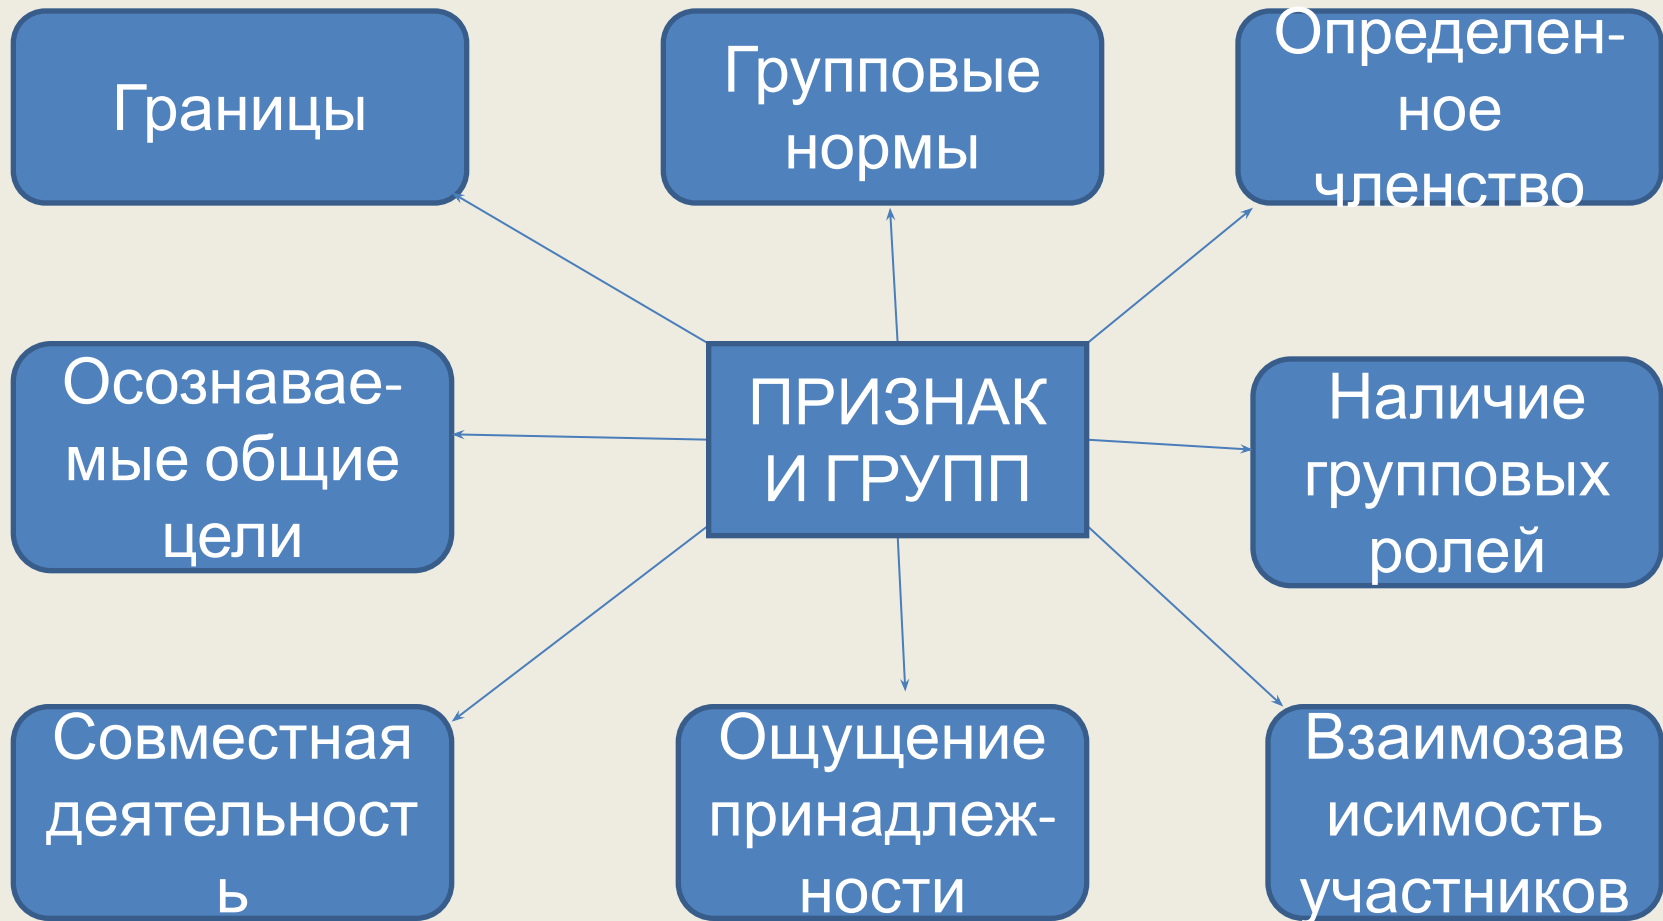 Границы
Групповые
нормы
Определен-
ное
членство
Осознавае-
мые общие
цели
ПРИЗНАК
И ГРУПП
Наличие
групповых
ролей
Совместная
деятельност
ь
Ощущение
принадлеж-
ности
Взаимозав
исимость
участников